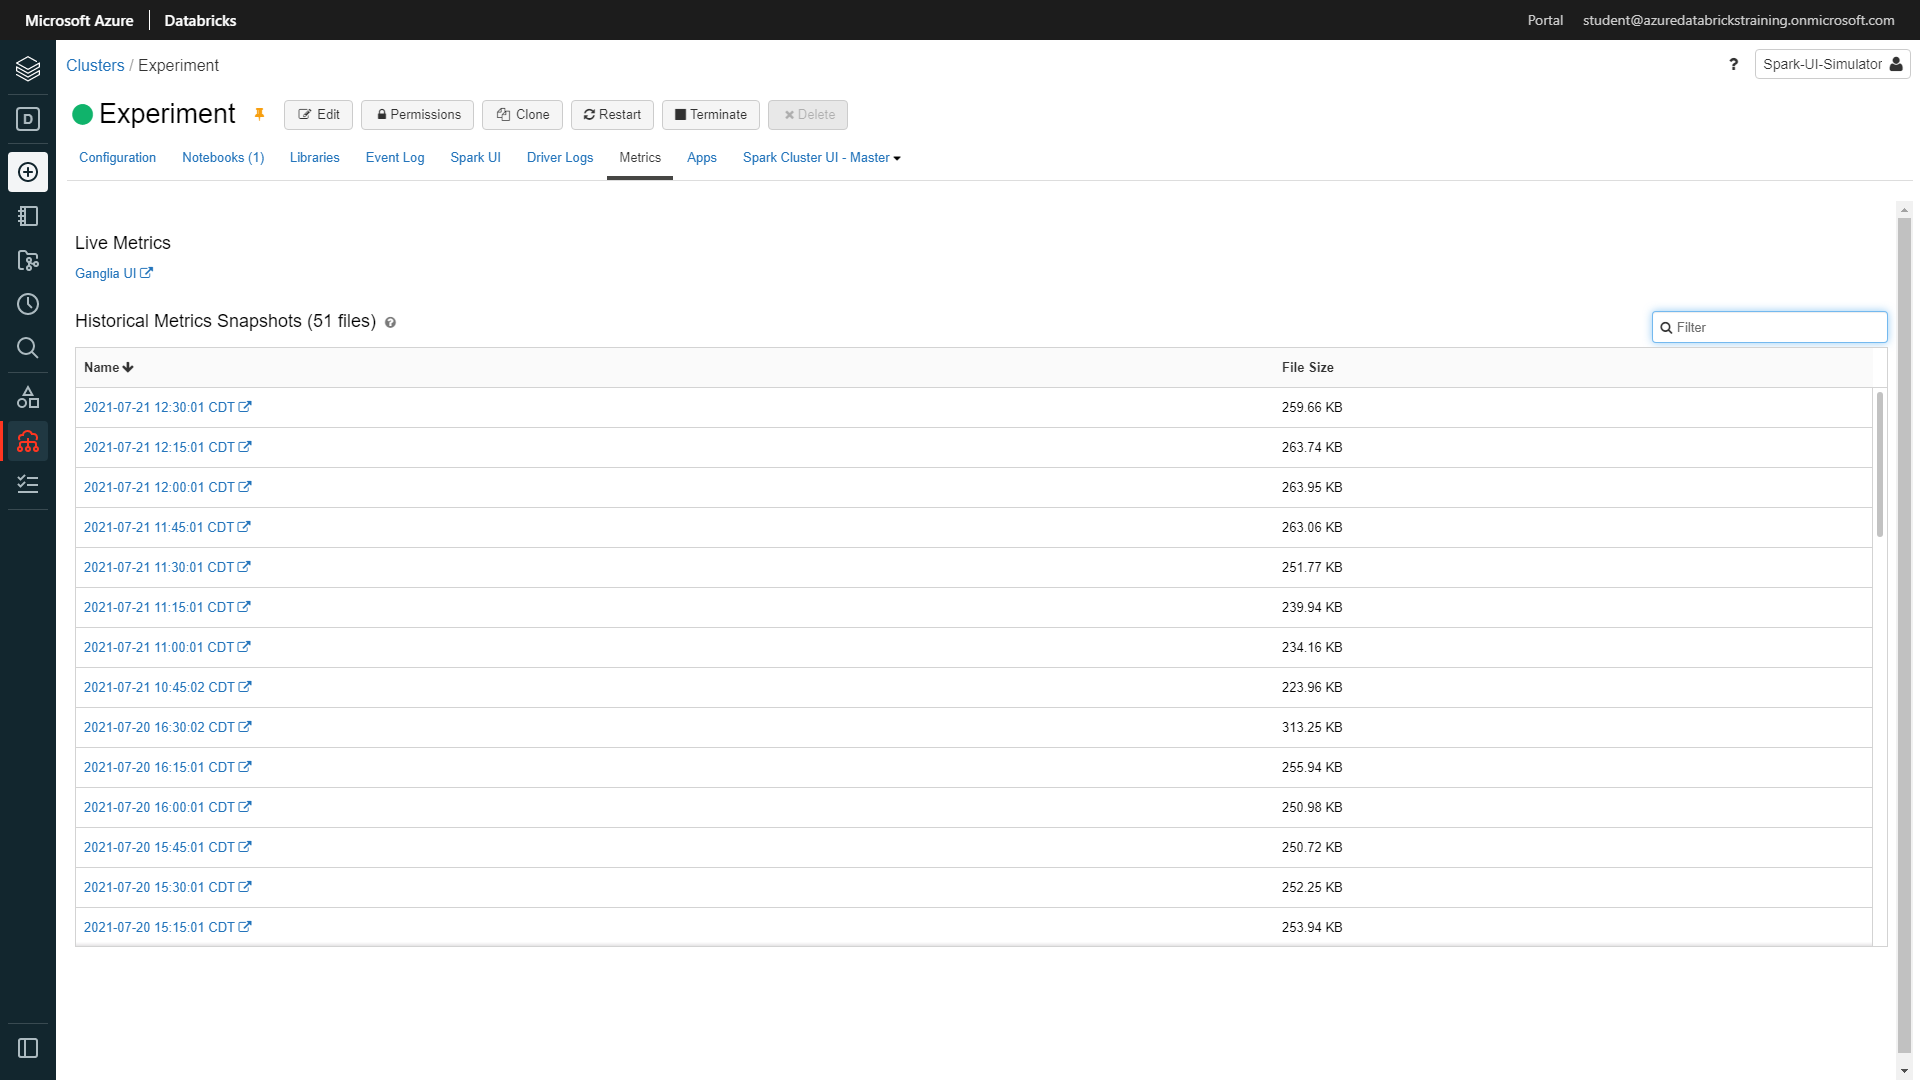 Microsoft Azure Databricks Portal student@azuredatabrickstraining.onmicrosoft.com
Clusters / Experiment ? Spark-UI-Simulator
D
Experiment Edit Permissions Clone Restart Terminate Delete
Configuration Notebooks (1) Libraries Event Log Spark UI Driver Logs Metrics Apps Spark Cluster UI - Master
Live Metrics
Ganglia UI
Historical Metrics Snapshots (51 files) ? Filter
Name File Size
2021-07-21 12:30:01 CDT 259.66 KB
2021-07-21 12:15:01 CDT 263.74 KB
2021-07-21 12:00:01 CDT 263.95 KB
2021-07-21 11:45:01 CDT 263.06 KB
2021-07-21 11:30:01 CDT 251.77 KB
2021-07-21 11:15:01 CDT 239.94 KB
2021-07-21 11:00:01 CDT 234.16 KB
2021-07-21 10:45:02 CDT 223.96 KB
2021-07-20 16:30:02 CDT 313.25 KB
2021-07-20 16:15:01 CDT 255.94 KB
2021-07-20 16:00:01 CDT 250.98 KB
2021-07-20 15:45:01 CDT 250.72 KB
2021-07-20 15:30:01 CDT 252.25 KB
2021-07-20 15:15:01 CDT 253.94 KB